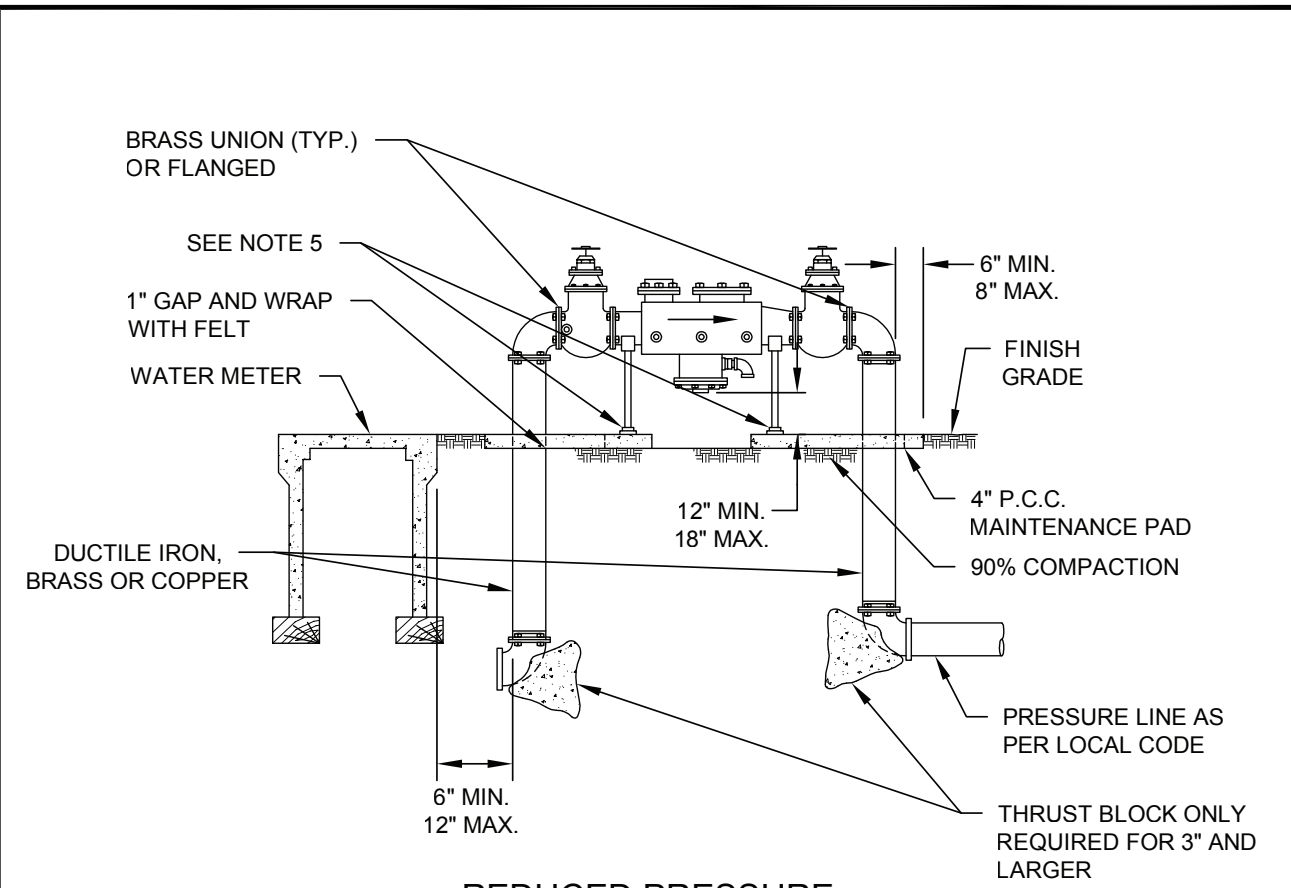 BRASS UNION (TYP.)
OR FLANGED
SEE NOTE 5
1" GAP AND WRAP
WITH FELT
WATER METER
6" MIN.
8" MAX.
FINISH
GRADE
12" MIN.
18" MAX.
4" P.C.C.
MAINTENANCE PAD
90% COMPACTION
DUCTILE IRON,
BRASS OR COPPER
PRESSURE LINE AS
PER LOCAL CODE
6" MIN.
12" MAX.
THRUST BLOCK ONLY
REQUIRED FOR 3" AND
LARGER
REDUCED PRESSURE